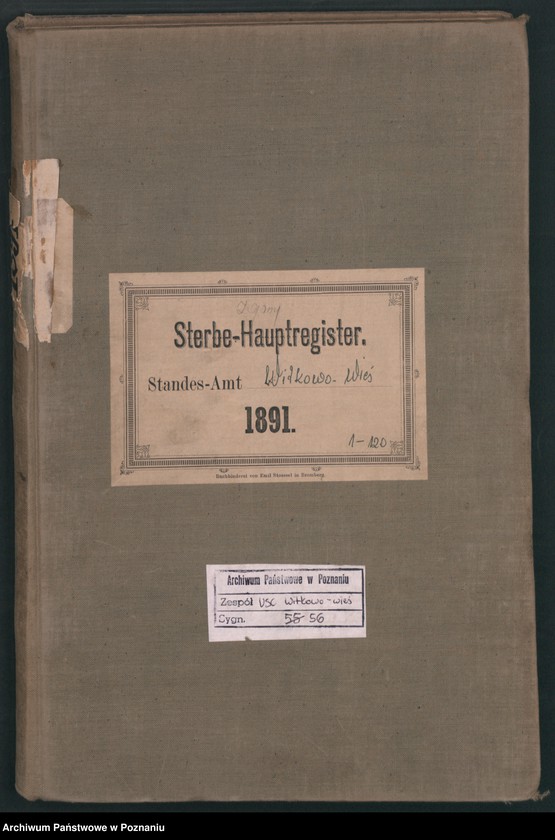 Zgony
Sterbe-Hauptregister.
Standes-Amt Witkowo-Wieś
1891.
1-120
Archiwum Państwowe w Poznaniu
Zespół USC Witkowo-wieś
Sygn. 55 56
Archiwum Państwowe w Poznaniu